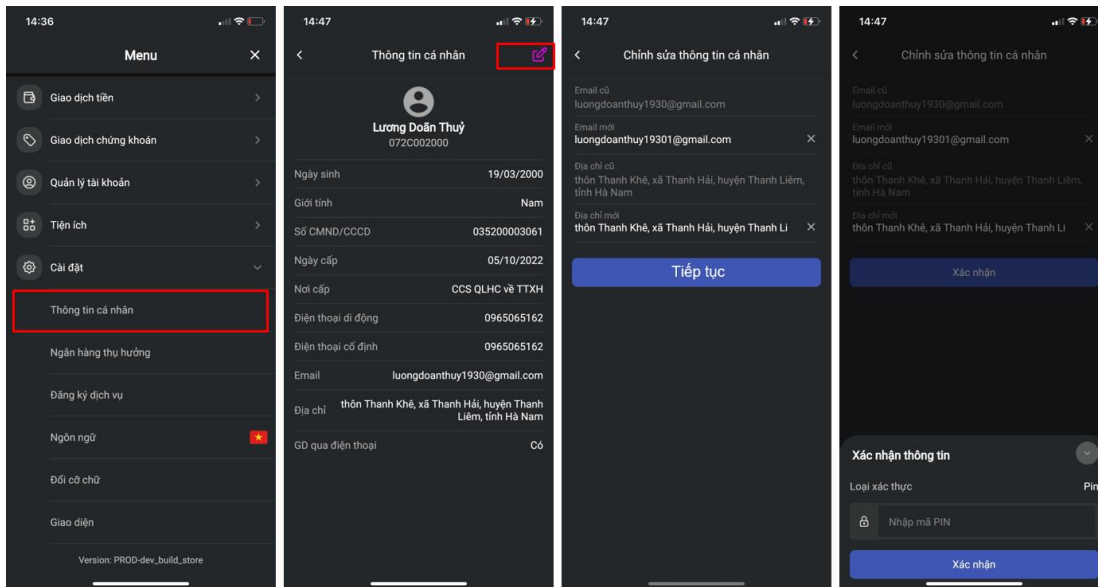 14:36
Menu
Giao dịch tiền
Giao dịch chứng khoán
Quản lý tài khoản
Tiện ích
Cài đặt
Thông tin cá nhân
Ngân hàng thụ hưởng
Đăng ký dịch vụ
Ngôn ngữ
Đổi cỡ chữ
Giao diện
Version: PROD-dev_build_store
14:47
Thông tin cá nhân
Lương Doãn Thuỷ
072C002000
Ngày sinh 19/03/2000
Giới tính Nam
Số CMND/CCCD 035200003061
Ngày cấp 05/10/2022
Nơi cấp CCS QLHC về TTXH
Điện thoại di động 0965065162
Điện thoại cố định 0965065162
Email luongdoanthuy1930@gmail.com
Địa chỉ thôn Thanh Khê, xã Thanh Hải, huyện Thanh
Liêm, tỉnh Hà Nam
GD qua điện thoại Có
14:47
Chỉnh sửa thông tin cá nhân
Email cũ
luongdoanthuy1930@gmail.com
Email mới
luongdoanthuy19301@gmail.com
Địa chỉ cũ
thôn Thanh Khê, xã Thanh Hải, huyện Thanh Liêm,
tỉnh Hà Nam
Địa chỉ mới
thôn Thanh Khê, xã Thanh Hải, huyện Thanh Li
Tiếp tục
14:47
Chỉnh sửa thông tin cá nhân
Email cũ
luongdoanthuy1930@gmail.com
Email mới
luongdoanthuy19301@gmail.com
Địa chỉ cũ
thôn Thanh Khê, xã Thanh Hải, huyện Thanh Liêm,
tỉnh Hà Nam
Địa chỉ mới
thôn Thanh Khê, xã Thanh Hải, huyện Thanh Li
Xác nhận
Xác nhận thông tin
Loại xác thực Pin
Nhập mã PIN
Xác nhận